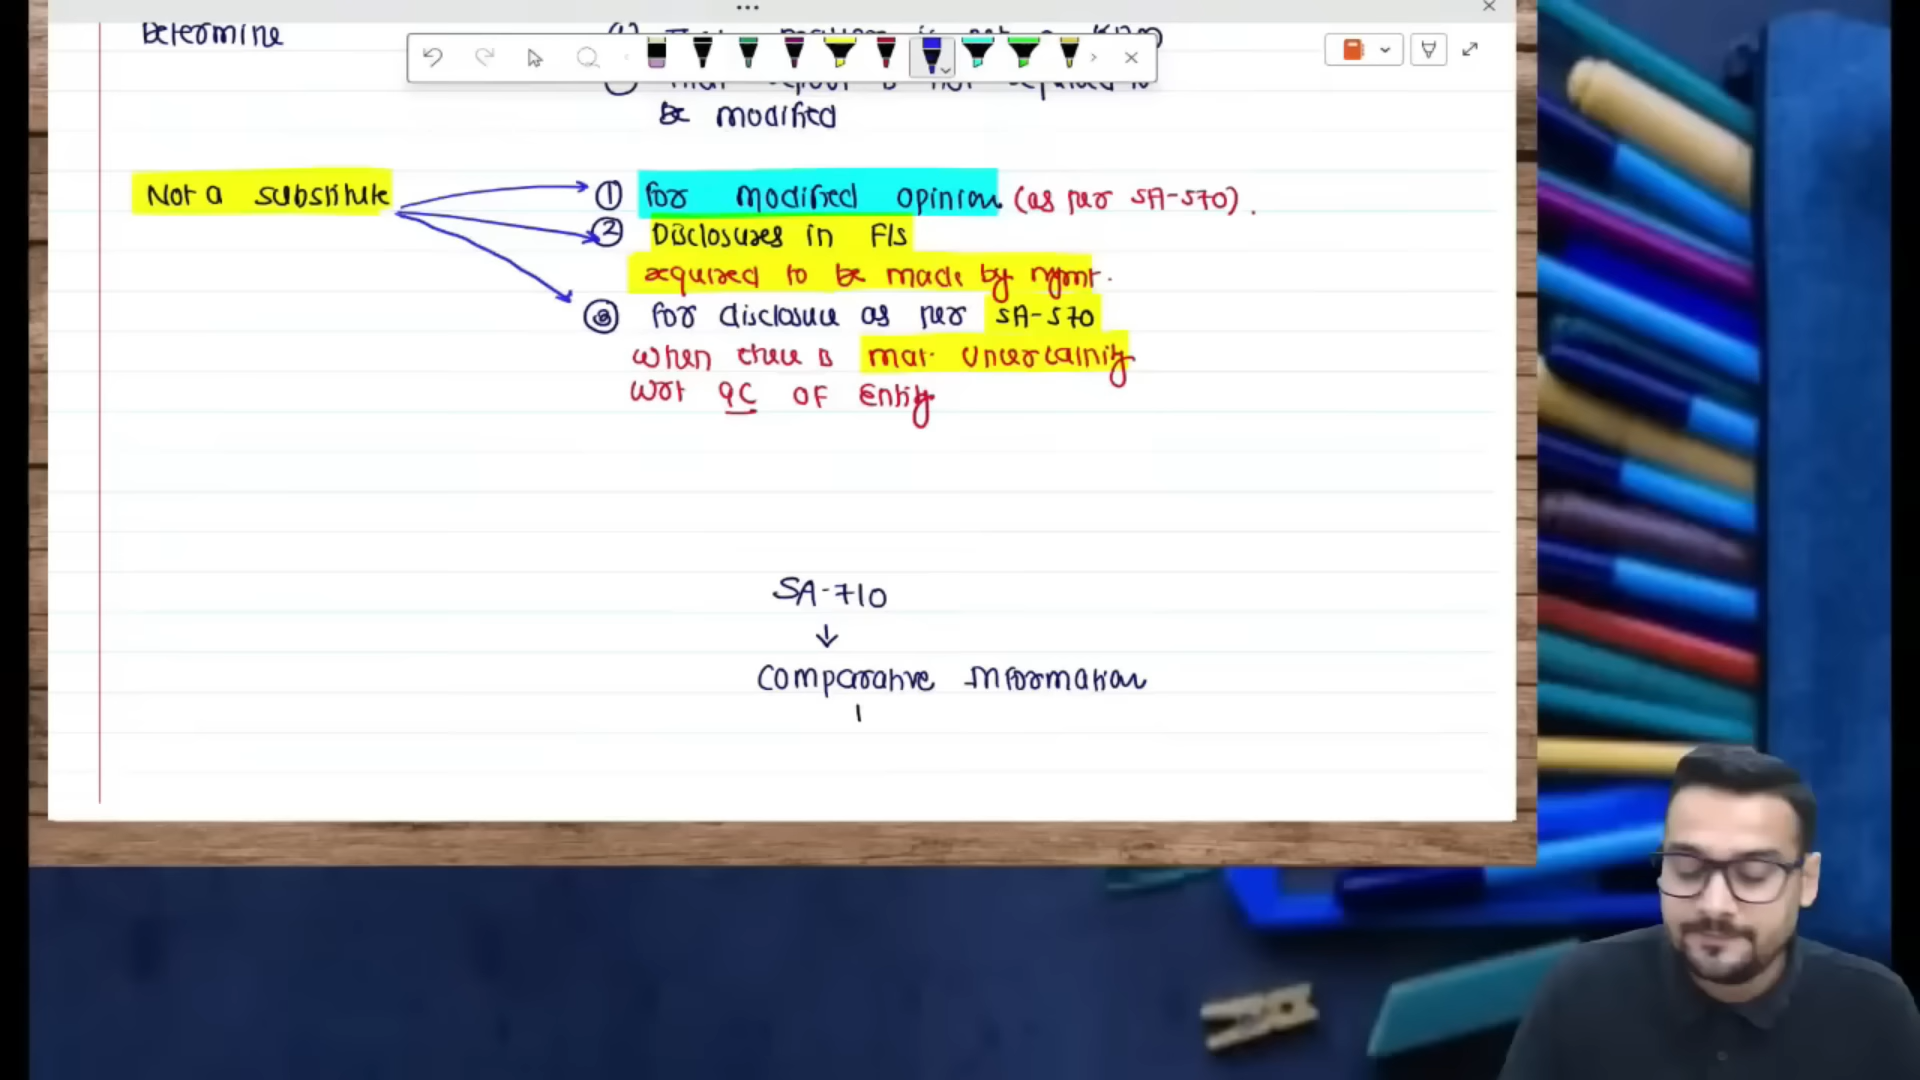 Determine
be modified
Not a substitute
① for modified opinion (as per SA-570).
② Disclosures in F/s
required to be made by mgmt.
③ for disclosure as per SA-570
when there is mat. uncertainity
wrt GC of entity
SA-710
↓
Comparative Information